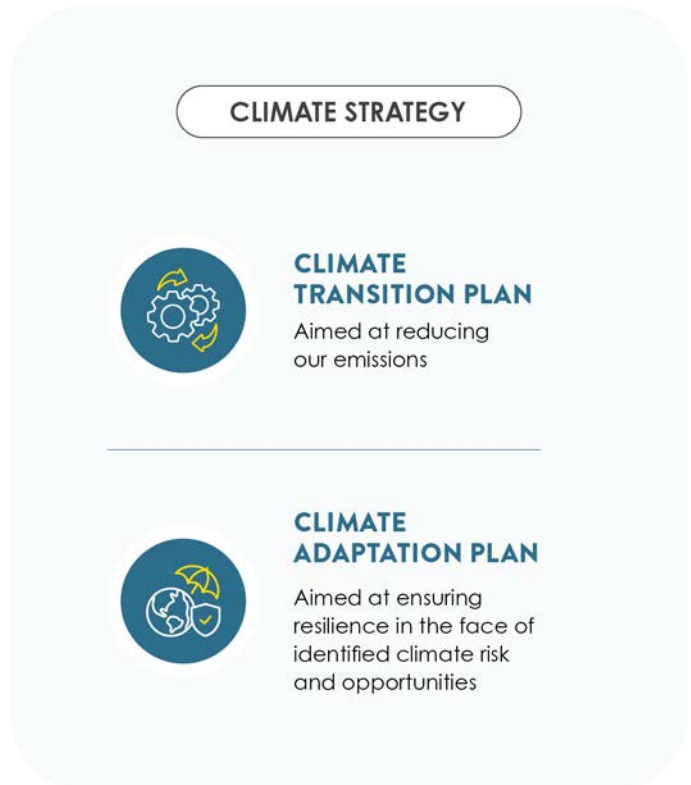 CLIMATE STRATEGY
CLIMATE
TRANSITION PLAN
Aimed at reducing
our emissions
CLIMATE
ADAPTATION PLAN
Aimed at ensuring
resilience in the face of
identified climate risk
and opportunities